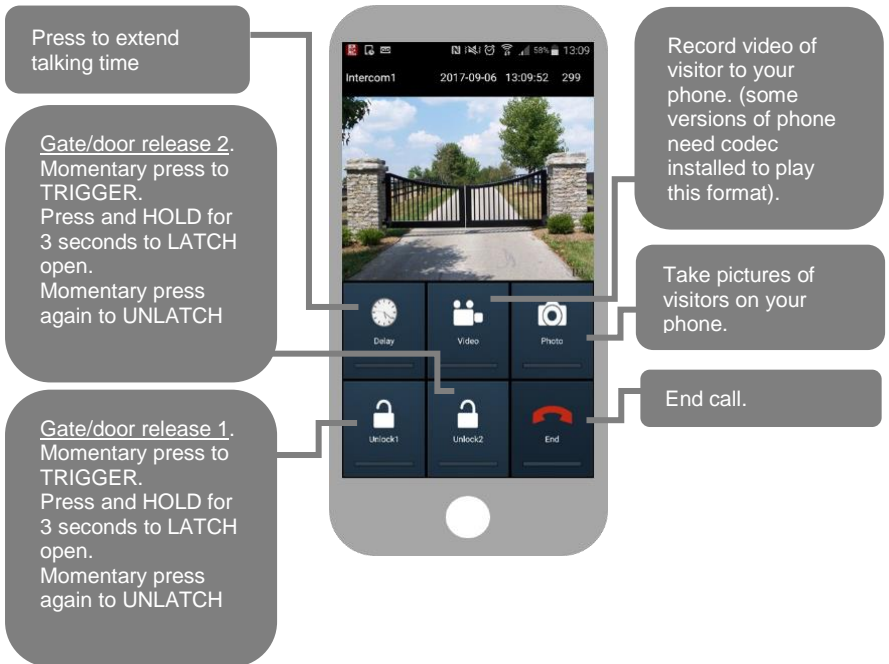 Press to extend
talking time
Gate/door release 2.
Momentary press to
TRIGGER.
Press and HOLD for
3 seconds to LATCH
open.
Momentary press
again to UNLATCH
Gate/door release 1.
Momentary press to
TRIGGER.
Press and HOLD for
3 seconds to LATCH
open.
Momentary press
again to UNLATCH
58% 13:09
Intercom1 2017-09-06 13:09:52 299
Delay Video Photo
Unlock1 Unlock2 End
Record video of
visitor to your
phone. (some
versions of phone
need codec
installed to play
this format).
Take pictures of
visitors on your
phone.
End call.